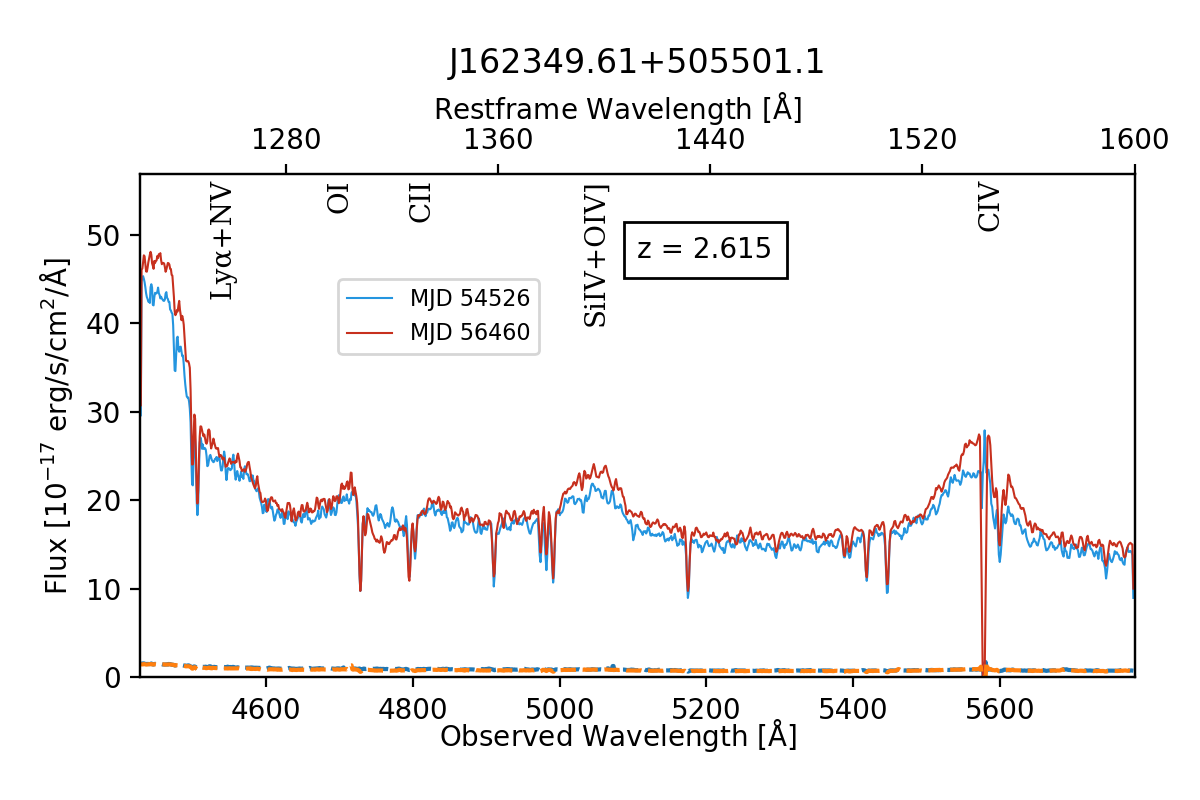 J162349.61+505501.1
Restframe Wavelength [Å]
1280 1360 1440 1520 1600
Lyα+NV
OI
CII
SiIV+OIV]
CIV
z = 2.615
MJD 54526
MJD 56460
50
40
30
20
10
0
Flux [10⁻¹⁷ erg/s/cm²/Å]
4600 4800 5000 5200 5400 5600
Observed Wavelength [Å]